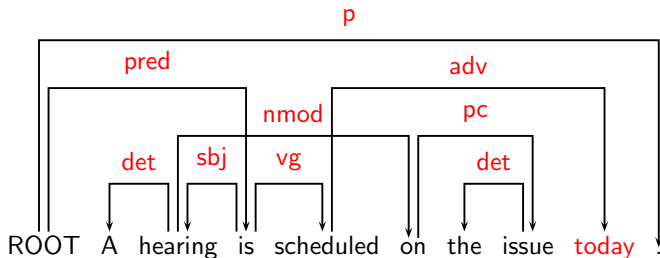 p
pred adv
nmod pc
det sbj vg det
ROOT A hearing is scheduled on the issue today .